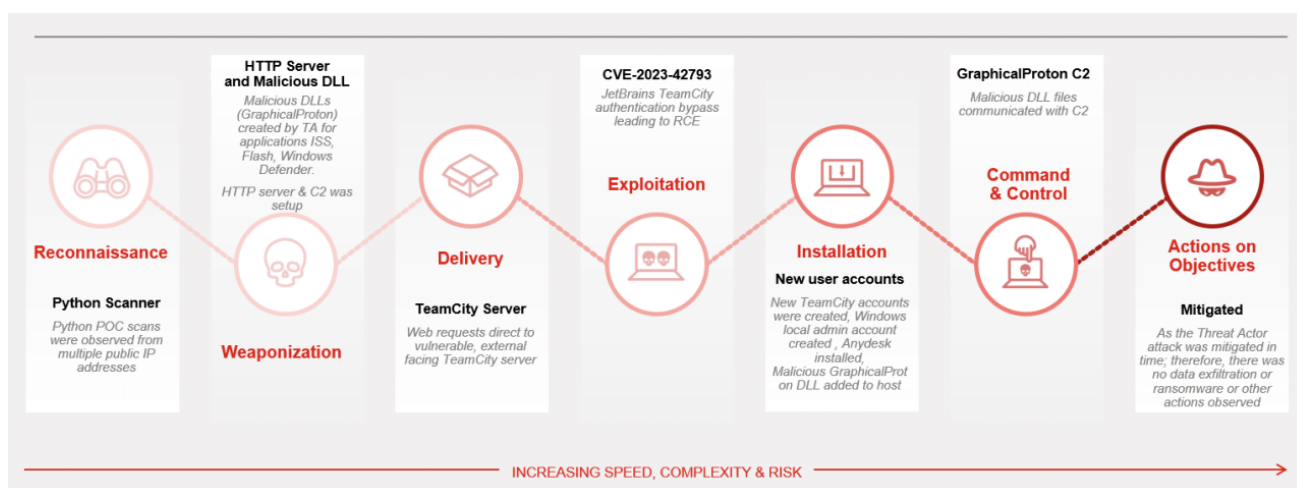 Reconnaissance
Python Scanner
Python POC scans
were observed from
multiple public IP
addresses
HTTP Server
and Malicious DLL
Malicious DLLs
(GraphicalProton)
created by TA for
applications ISS,
Flash, Windows
Defender.
HTTP server & C2 was
setup
Weaponization
Delivery
TeamCity Server
Web requests direct to
vulnerable, external
facing TeamCity server
CVE-2023-42793
JetBrains TeamCity
authentication bypass
leading to RCE
Exploitation
Installation
New user accounts
New TeamCity accounts
were created, Windows
local admin account
created , Anydesk
installed,
Malicious GraphicalProt
on DLL added to host
GraphicalProton C2
Malicious DLL files
communicated with C2
Command
& Control
Actions on
Objectives
Mitigated
As the Threat Actor
attack was mitigated in
time; therefore, there was
no data exfiltration or
ransomware or other
actions observed
INCREASING SPEED, COMPLEXITY & RISK